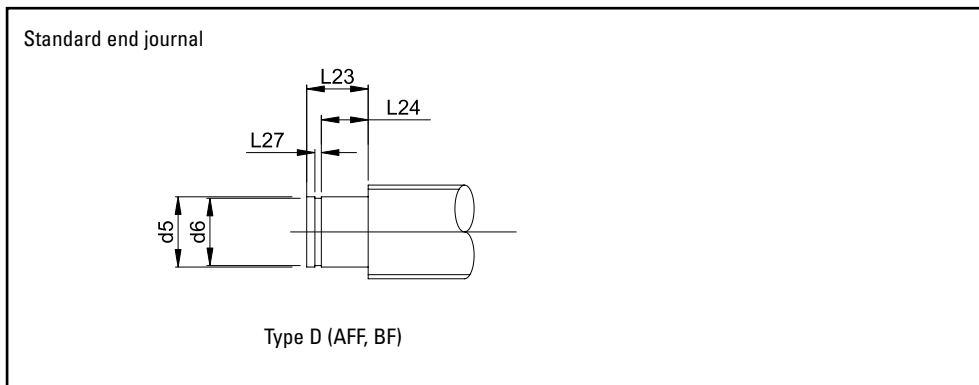 Standard end journal
L23
L24
L27
d5
d6
Type D (AFF, BF)